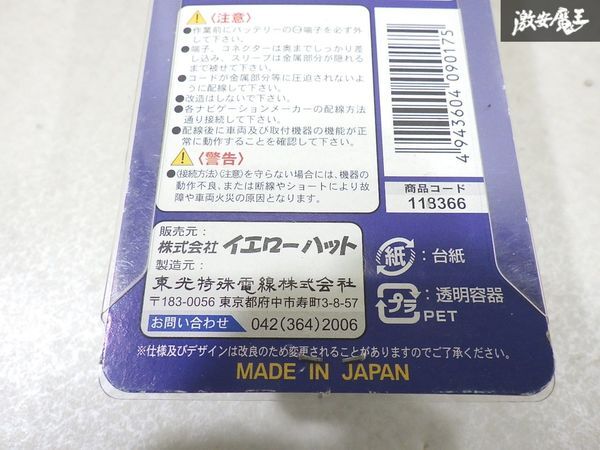 激安魔王
〈注意〉
●作業前にバッテリーの⊖端子を必ず外
して下さい。
●端子、コネクターは奥までしっかり差
し込み、スリーブは金属部分が隠れる
まで被せて下さい。
●コードが金属部分等に圧迫されないよ
うに配線して下さい。
●改造はしないで下さい。
●各ナビゲーションメーカーの配線方法
通り接続して下さい。
●配線後に車両及び取付機器の機能が正
常に動作することを確認して下さい。
〈警告〉
●〈接続方法〉〈注意〉を守らない場合には、機器の
動作不良、または断線やショートにより故
障や車両火災の原因となります。
4943604090175
商品コード
118366
販売元：
株式会社 イエローハット
製造元：
東光特殊電線株式会社
〒183-0056 東京都府中市寿町3-8-57
お問い合わせ 042(364)2006
紙：台紙
プラ：透明容器
PET
※仕様及びデザインは改良のため変更されることがありますのでご了承ください。
MADE IN JAPAN